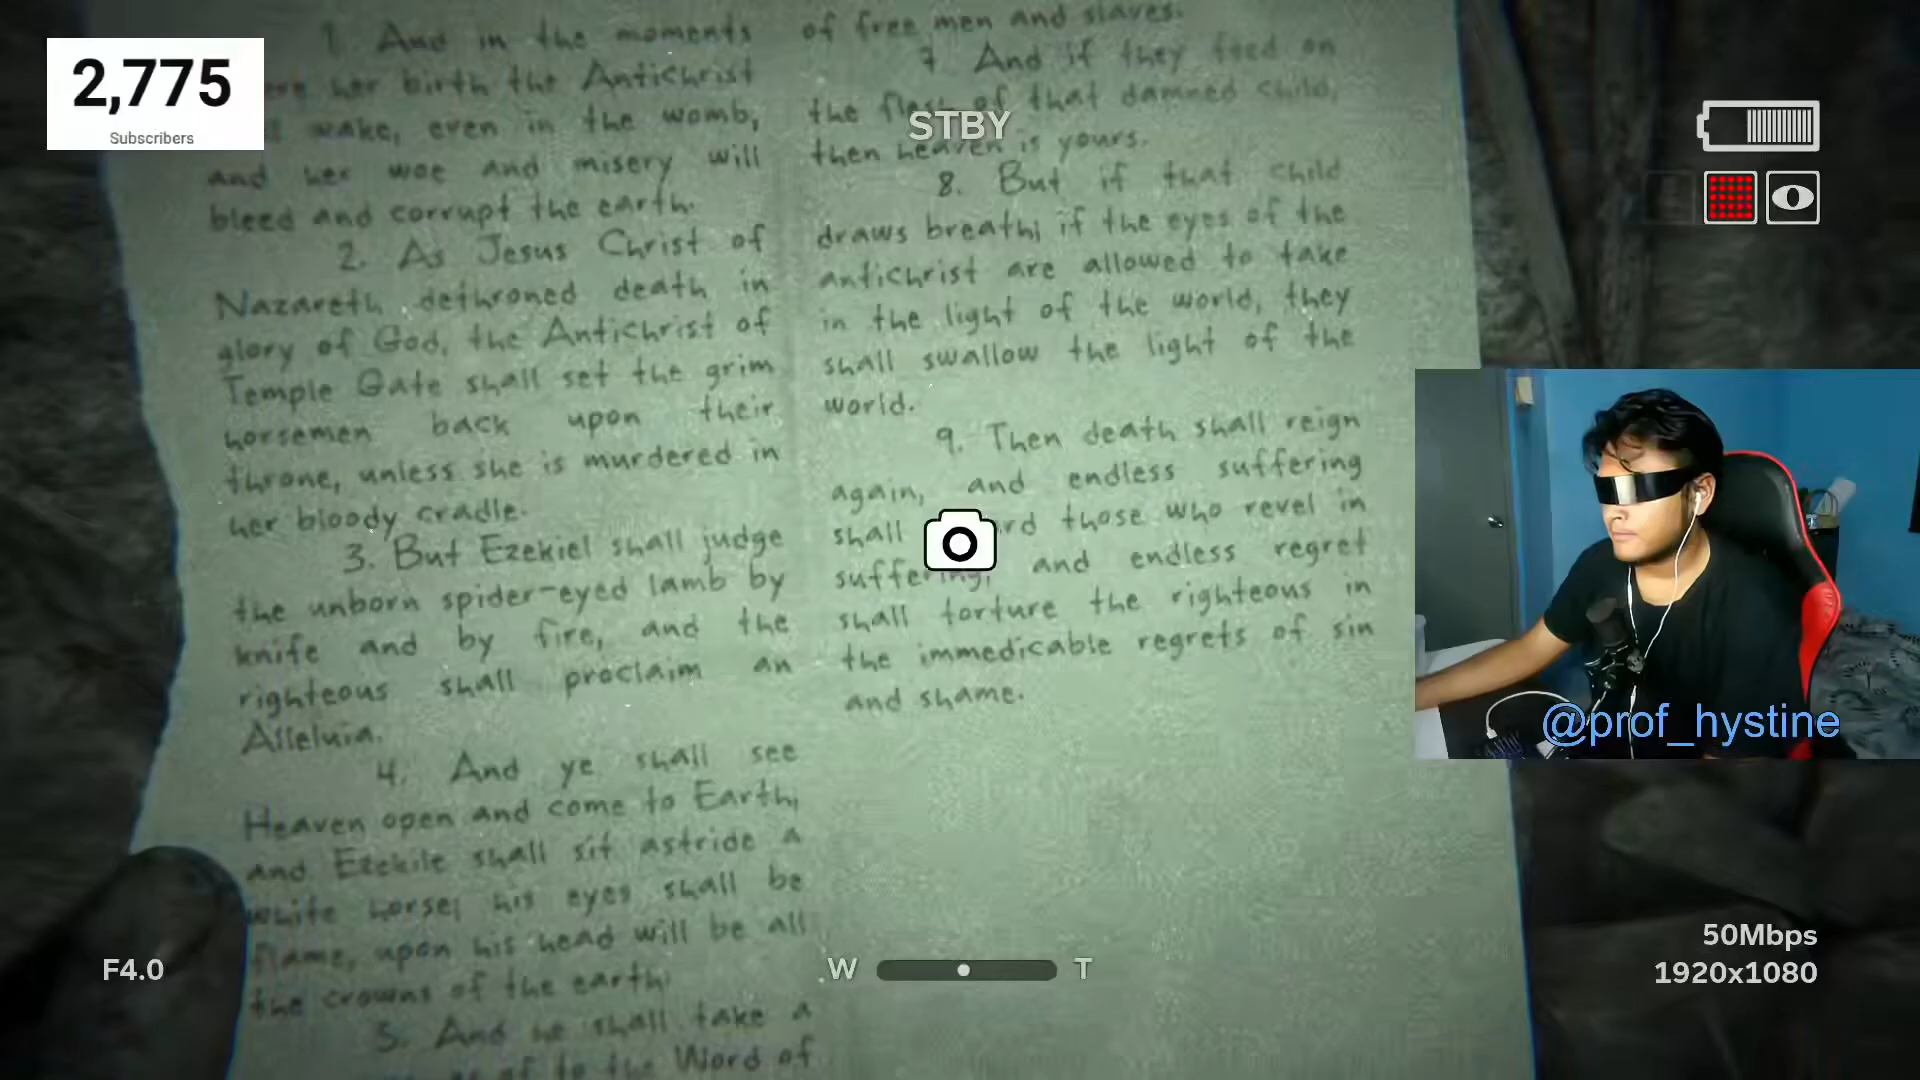 2,775
Subscribers
1. And in the moments
her birth the Antichrist
wake, even in the womb,
and her woe and misery will
bleed and corrupt the earth.
2. As Jesus Christ of
Nazareth dethroned death in
glory of God, the Antichrist of
Temple Gate shall set the grim
horsemen back upon their
throne, unless she is murdered in
her bloody cradle.
3. But Ezekiel shall judge
the unborn spider-eyed lamb by
knife and by fire, and the
righteous shall proclaim an
Alleluia.
4. And ye shall see
Heaven open and come to Earth,
and Ezekile shall sit astride a
white horse; his eyes shall be
flame, upon his head will be all
the crowns of the earth.
5. And he shall take a
to the Word of
of free men and slaves.
7 And if they feed on
the flesh of that damned child,
then heaven is yours.
8. But if that child
draws breath; if the eyes of the
antichrist are allowed to take
in the light of the world, they
shall swallow the light of the
world.
9. Then death shall reign
again, and endless suffering
shall those who revel in
suffering, and endless regret
shall torture the righteous in
the immedicable regrets of sin
and shame.
STBY
@prof_hystine
F4.0
W T
50Mbps
1920x1080